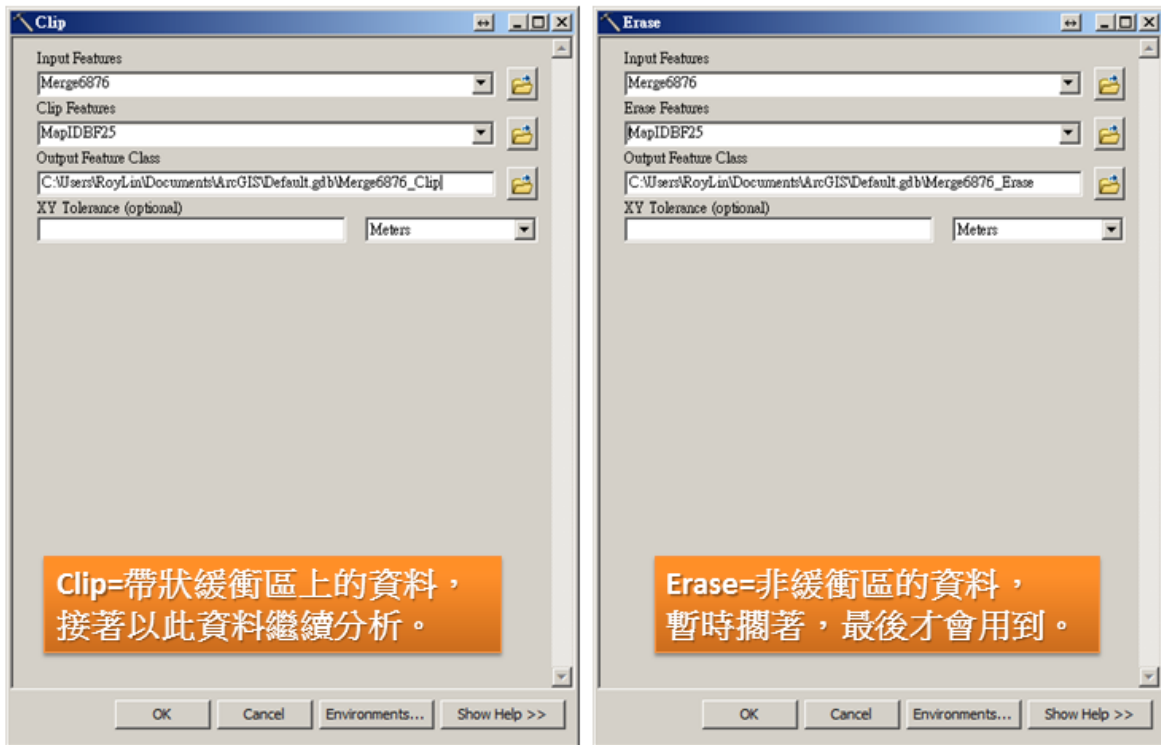 Clip
Input Features
Merge6876
Clip Features
MapIDBF25
Output Feature Class
C:\Users\RoyLin\Documents\ArcGIS\Default.gdb\Merge6876_Clip
XY Tolerance (optional)
Meters
Clip=帶狀緩衝區上的資料，
接著以此資料繼續分析。
OK Cancel Environments... Show Help >>
Erase
Input Features
Merge6876
Erase Features
MapIDBF25
Output Feature Class
C:\Users\RoyLin\Documents\ArcGIS\Default.gdb\Merge6876_Erase
XY Tolerance (optional)
Meters
Erase=非緩衝區的資料，
暫時擱著，最後才會用到。
OK Cancel Environments... Show Help >>